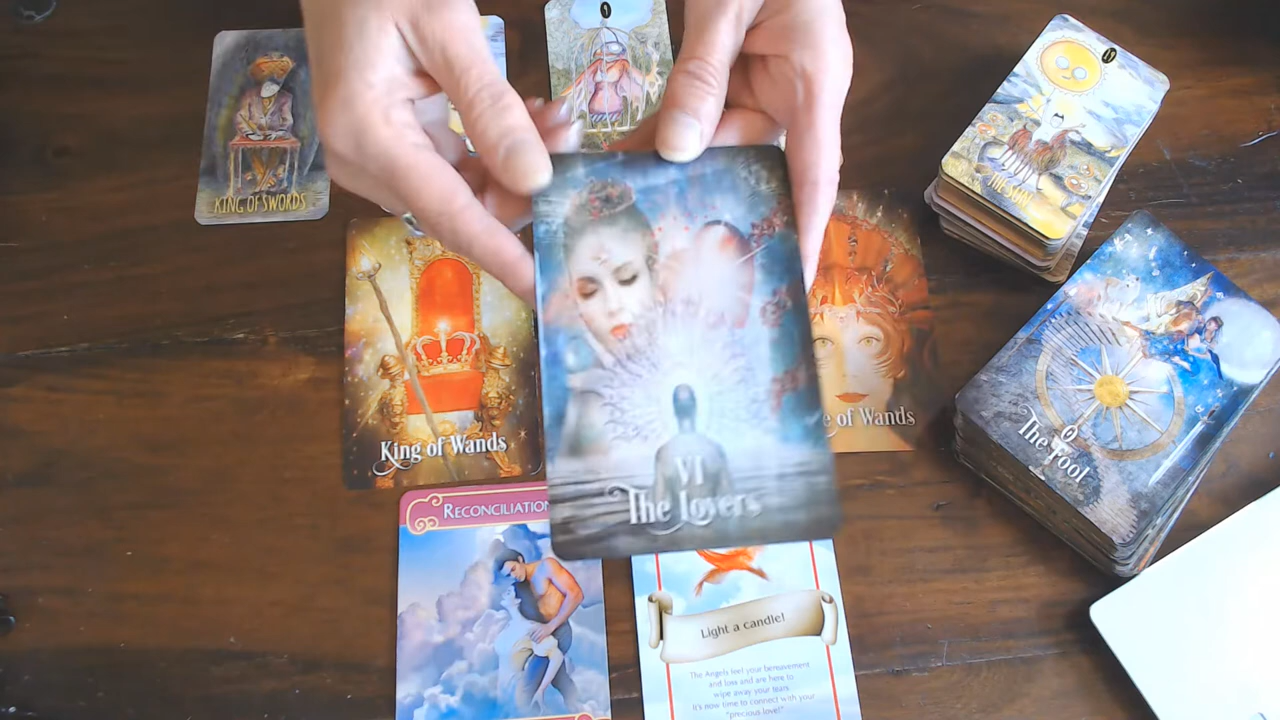 KING OF SWORDS
THE SUN
King of Wands
e of Wands
0
The Fool
VI
The Lovers
RECONCILIATION
Light a candle!
The Angels feel your bereavement
and loss and are here to
wipe away your tears.
It's now time to connect with your
"precious love!"